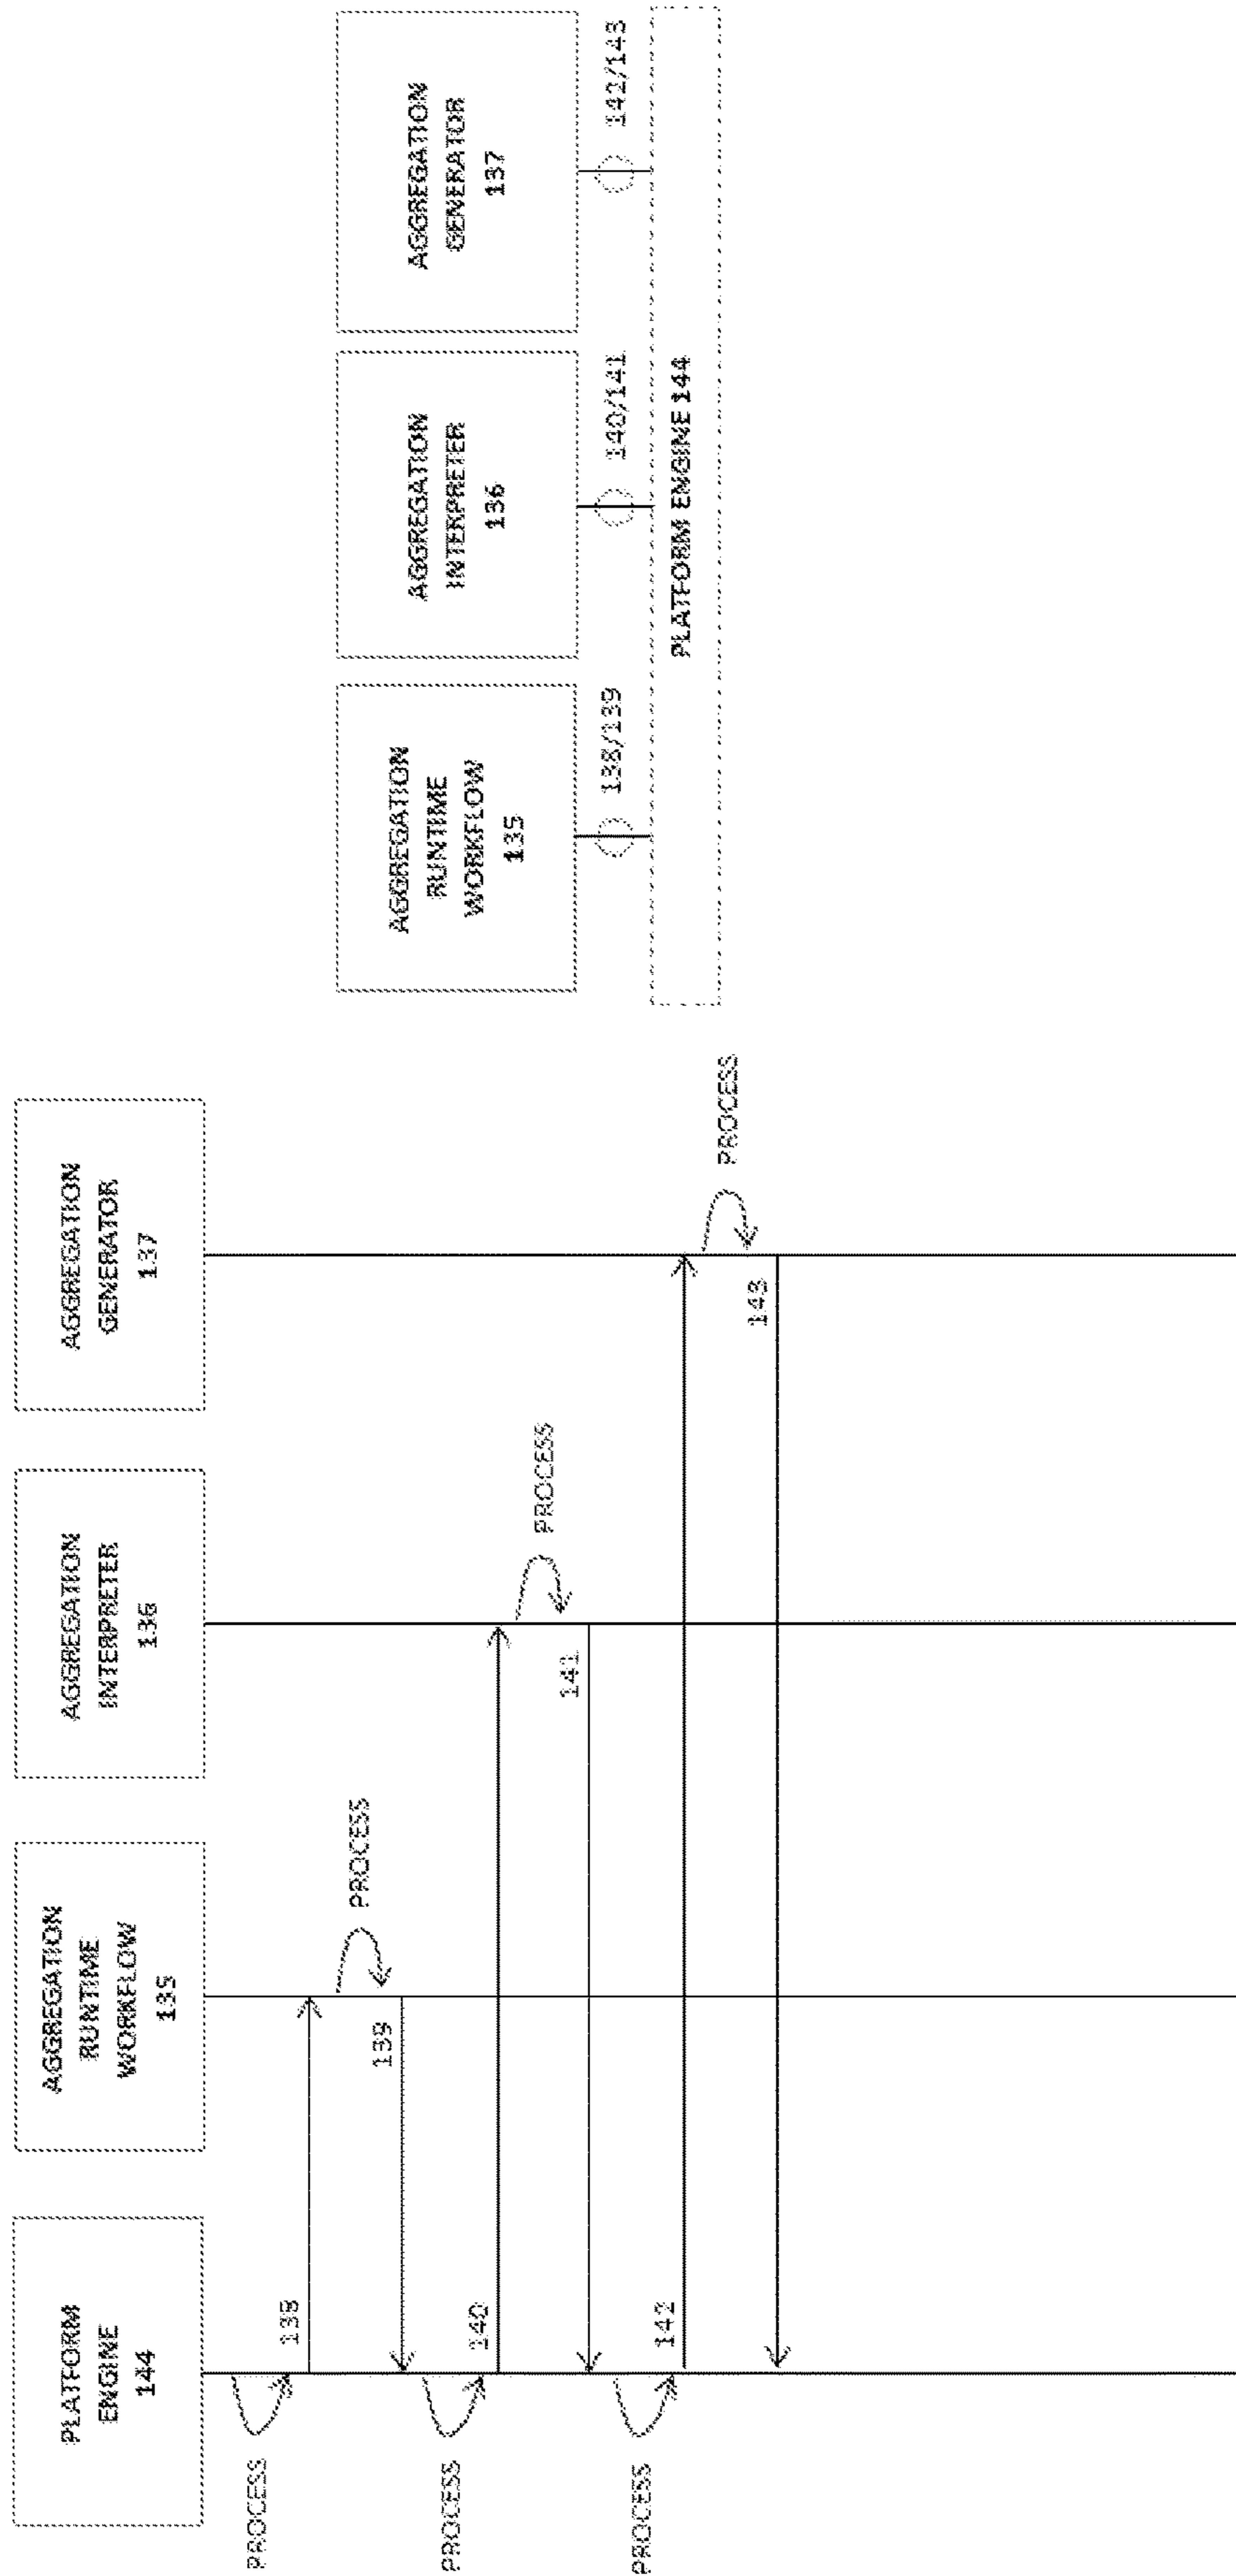 PLATFORM
ENGINE
144
AGGREGATION
RUNTIME
WORKFLOW
135
AGGREGATION
INTERPRETER
136
AGGREGATION
GENERATOR
137
PROCESS
138
PROCESS
139
PROCESS
140
PROCESS
141
PROCESS
142
PROCESS
143
AGGREGATION
RUNTIME
WORKFLOW
135
AGGREGATION
INTERPRETER
136
AGGREGATION
GENERATOR
137
138/139
140/141
142/143
PLATFORM ENGINE 144